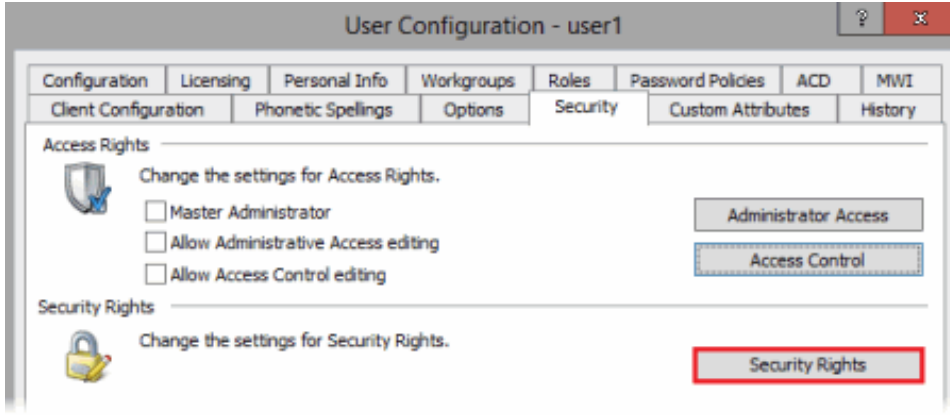 User Configuration - user1
? x
Configuration Licensing Personal Info Workgroups Roles Password Policies ACD MWI
Client Configuration Phonetic Spellings Options Security Custom Attributes History
Access Rights
Change the settings for Access Rights.
Master Administrator
Administrator Access
Allow Administrative Access editing
Access Control
Allow Access Control editing
Security Rights
Change the settings for Security Rights.
Security Rights